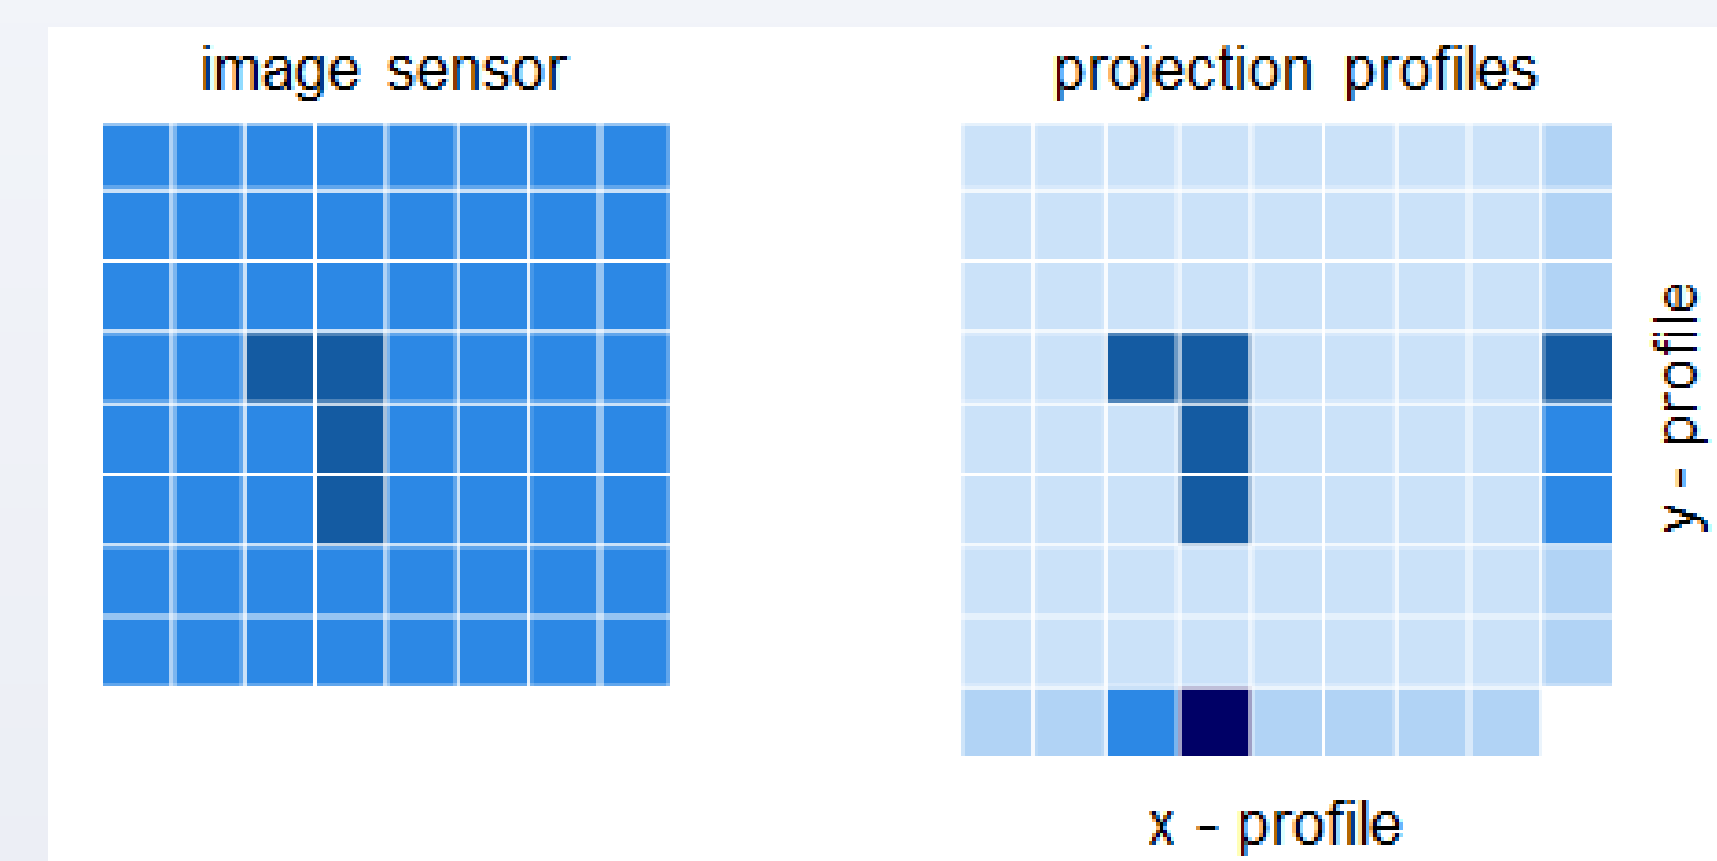 image sensor
projection profiles
y - profile
x - profile